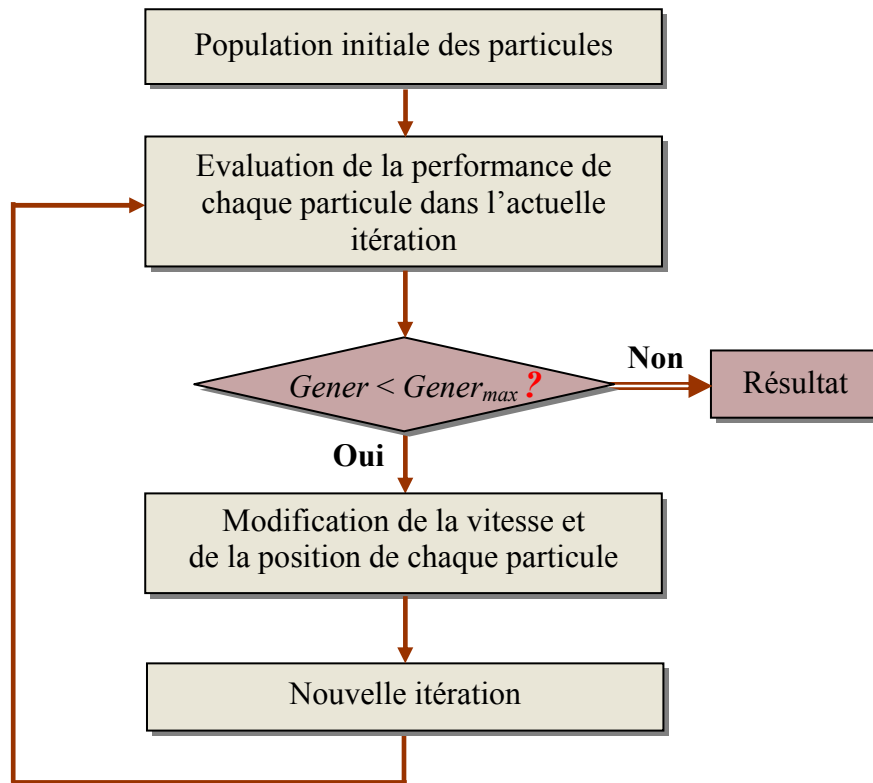 Population initiale des particules
Evaluation de la performance de
chaque particule dans l’actuelle
itération
Gener < Gener_max ?
Non
Résultat
Oui
Modification de la vitesse et
de la position de chaque particule
Nouvelle itération